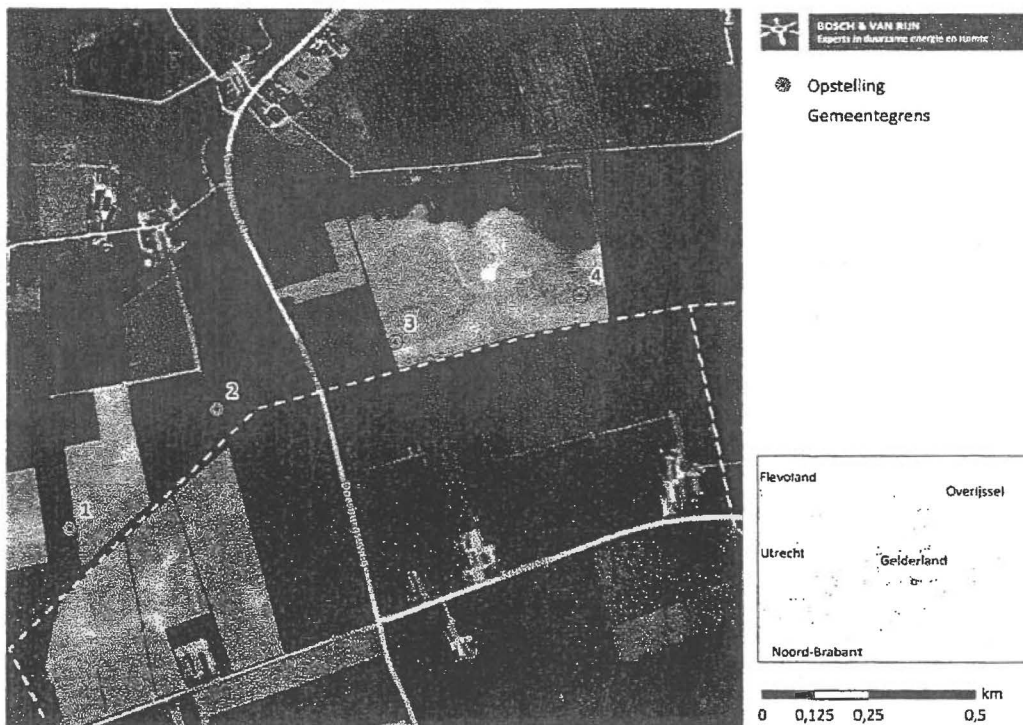 BOSCH & VAN RIJN
Experts in duurzame energie en ruimte
Opstelling
Gemeentegrens
4
3
2
1
Flevoland
Overijssel
Utrecht
Gelderland
Noord-Brabant
km
0 0,125 0,25 0,5